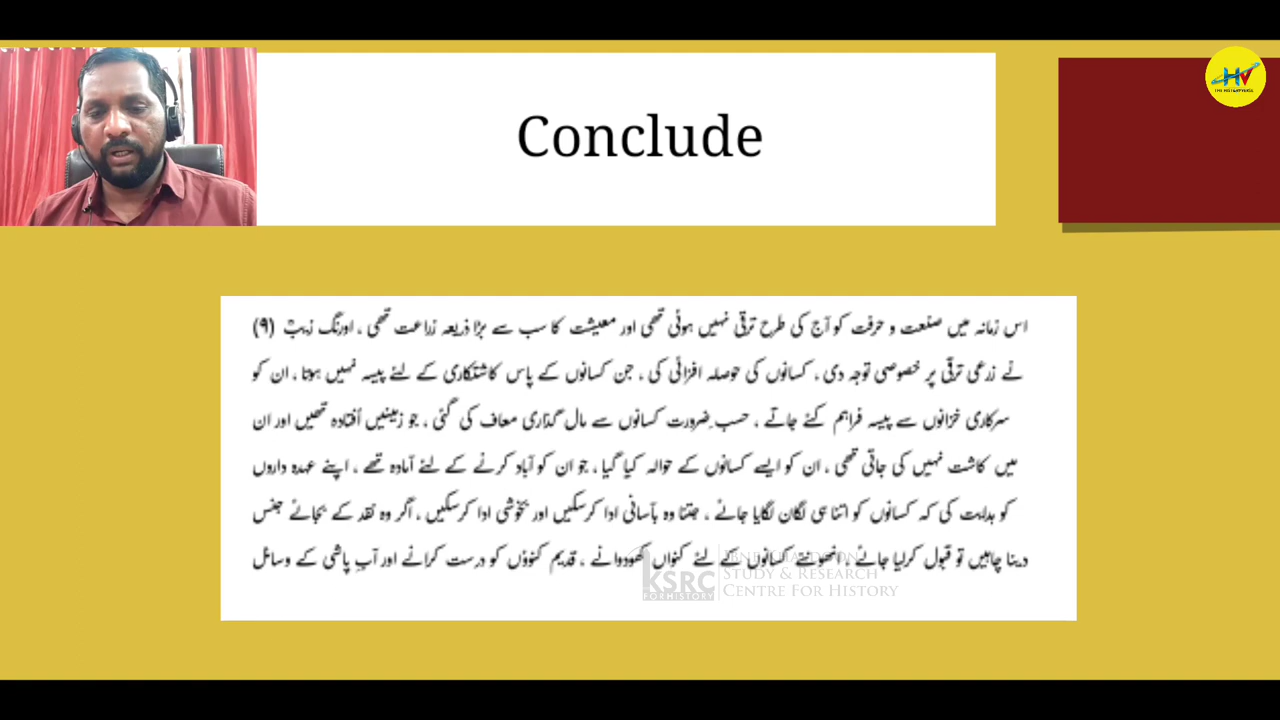 Conclude
HV
THE HISTORYVERSE
(۹) اس زمانہ میں صنعت و حرفت کو آج کی طرح ترقی نہیں ہوئی تھی اور معیشت کا سب سے بڑا ذریعہ زراعت تھی ، اورنگ زیبؒ
نے زرعی ترقی پر خصوصی توجہ دی ، کسانوں کی حوصلہ افزائی کی ، جن کسانوں کے پاس کاشتکاری کے لئے پیسہ نہیں ہوتا ، ان کو
سرکاری خزانوں سے پیسہ فراہم کئے جاتے ، حسب ِضرورت کسانوں سے مال گذاری معاف کی گئی ، جو زمینیں اُفتادہ تھیں اور ان
میں کاشت نہیں کی جاتی تھی ، ان کو ایسے کسانوں کے حوالہ کیا گیا ، جو ان کو آباد کرنے کے لئے آمادہ تھے ، اپنے عہدہ داروں
کو ہدایت کی کہ کسانوں کو اتنا ہی لگان لگایا جائے ، جتنا وہ بآسانی ادا کرسکیں اور بخوشی ادا کرسکیں ، اگر وہ نقد کے بجائے جنس
دینا چاہیں تو قبول کرلیا جائے ، انھوں نے کسانوں کے لئے کنواں کھودوانے ، قدیم کنوؤں کو درست کرانے اور آب پاشی کے وسائل
KSRC
FOR HISTORY
STUDY & RESEARCH
CENTRE FOR HISTORY